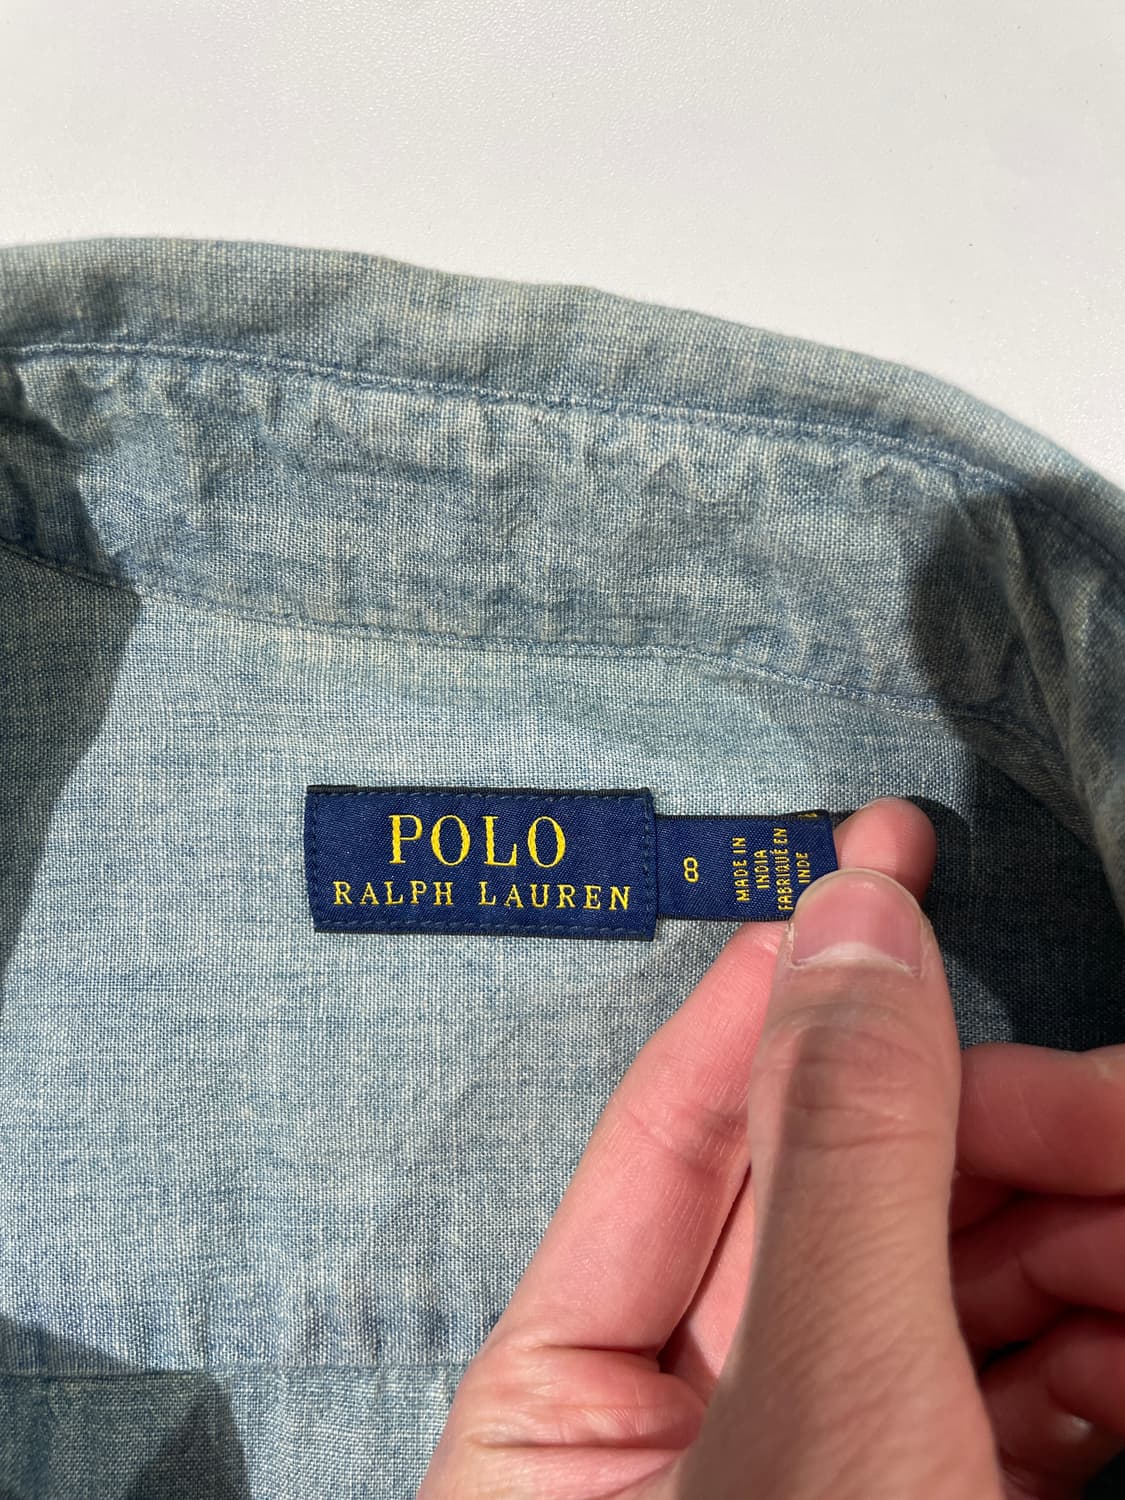 POLO
RALPH LAUREN
8
MADE IN
INDIA
FABRIQUÉ EN
INDE